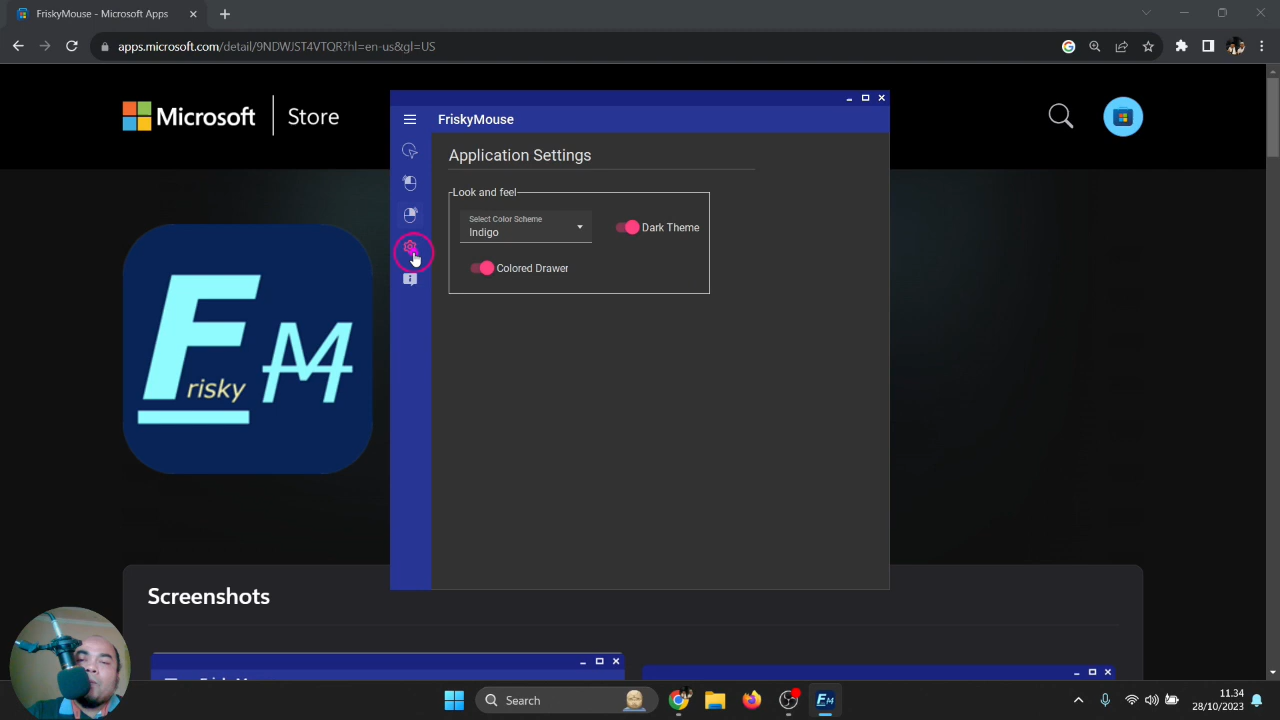 FriskyMouse - Microsoft Apps
apps.microsoft.com/detail/9NDWJST4VTQR?hl=en-us&gl=US
Microsoft
Store
FriskyMouse
Application Settings
Look and feel
Select Color Scheme
Indigo
Dark Theme
Colored Drawer
F
risky
M
Screenshots
Search
FM
11.34
28/10/2023